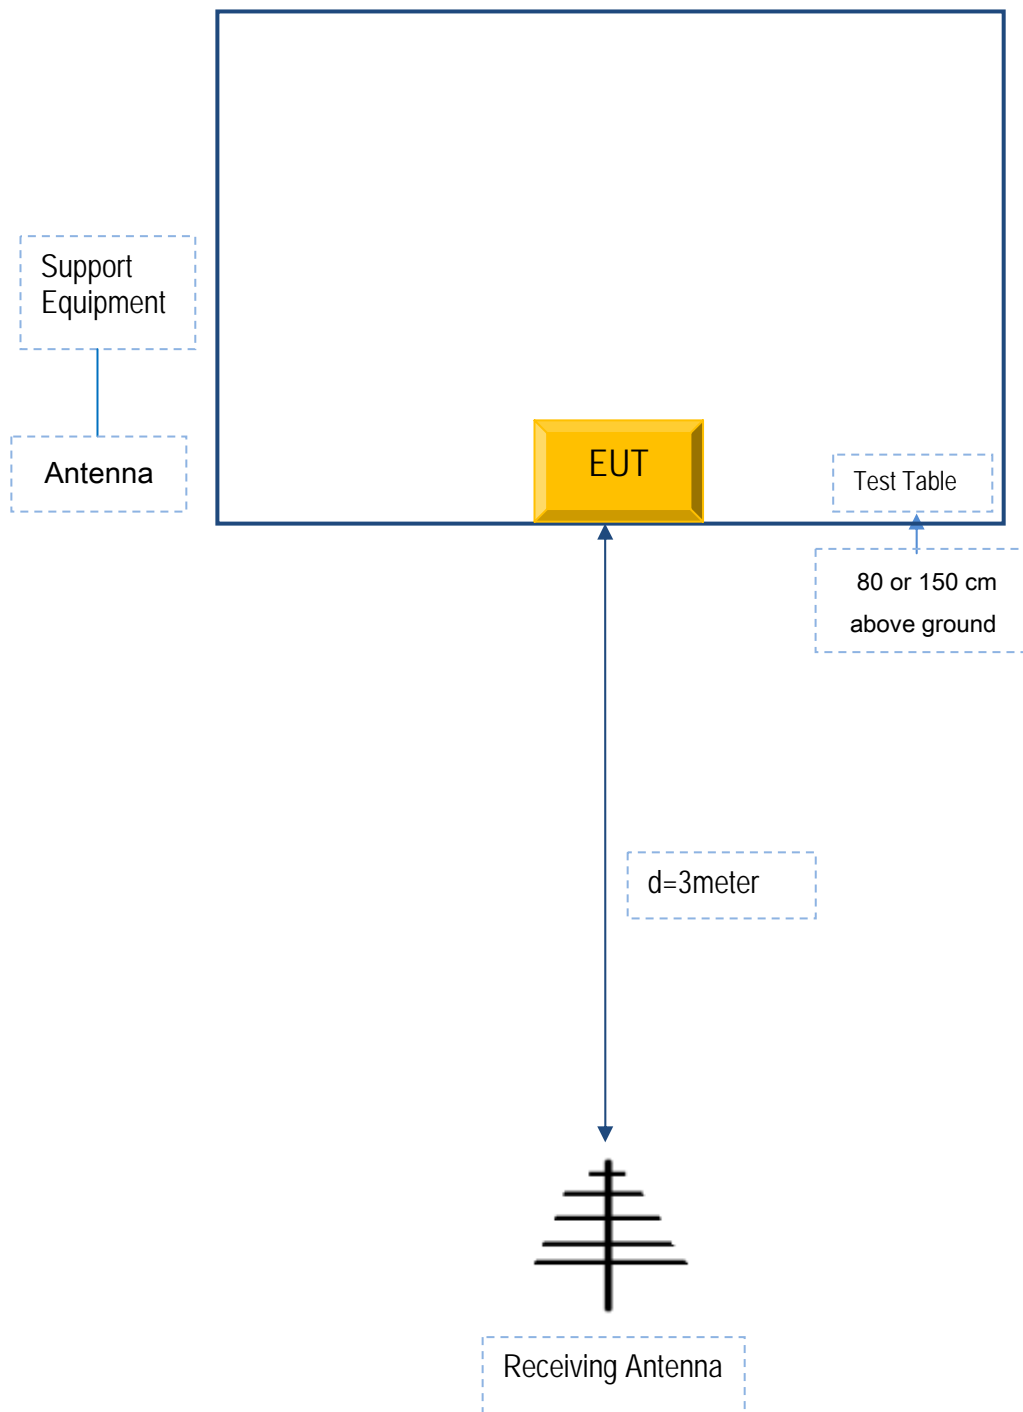 Support
Equipment
Antenna
EUT
Test Table
80 or 150 cm
above ground
d=3meter
Receiving Antenna